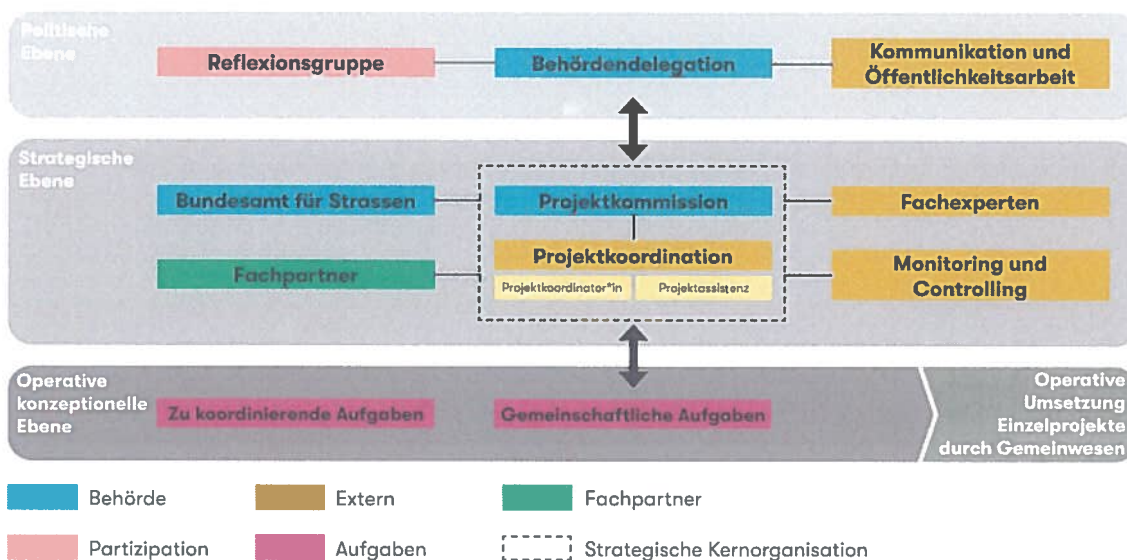 Politische
Ebene
Reflexionsgruppe
Behördendelegation
Kommunikation und
Öffentlichkeitsarbeit
Strategische
Ebene
Bundesamt für Strassen
Projektkommission
Fachexperten
Projektkoordination
Fachpartner
Monitoring und
Controlling
Projektkoordinator*in
Projektassistenz
Operative
konzeptionelle
Ebene
Zu koordinierende Aufgaben
Gemeinschaftliche Aufgaben
Operative
Umsetzung
Einzelprojekte
durch Gemeinwesen
Behörde
Extern
Fachpartner
Partizipation
Aufgaben
Strategische Kernorganisation